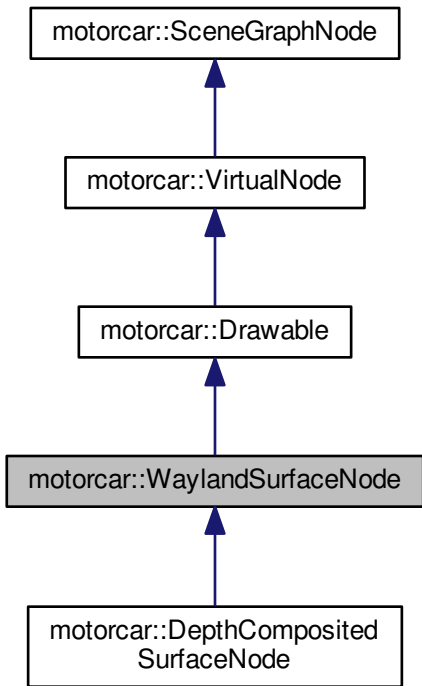 motorcar::SceneGraphNode
motorcar::VirtualNode
motorcar::Drawable
motorcar::WaylandSurfaceNode
motorcar::DepthComposited
SurfaceNode